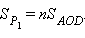 S_{P_1} = nS_{AOD}.